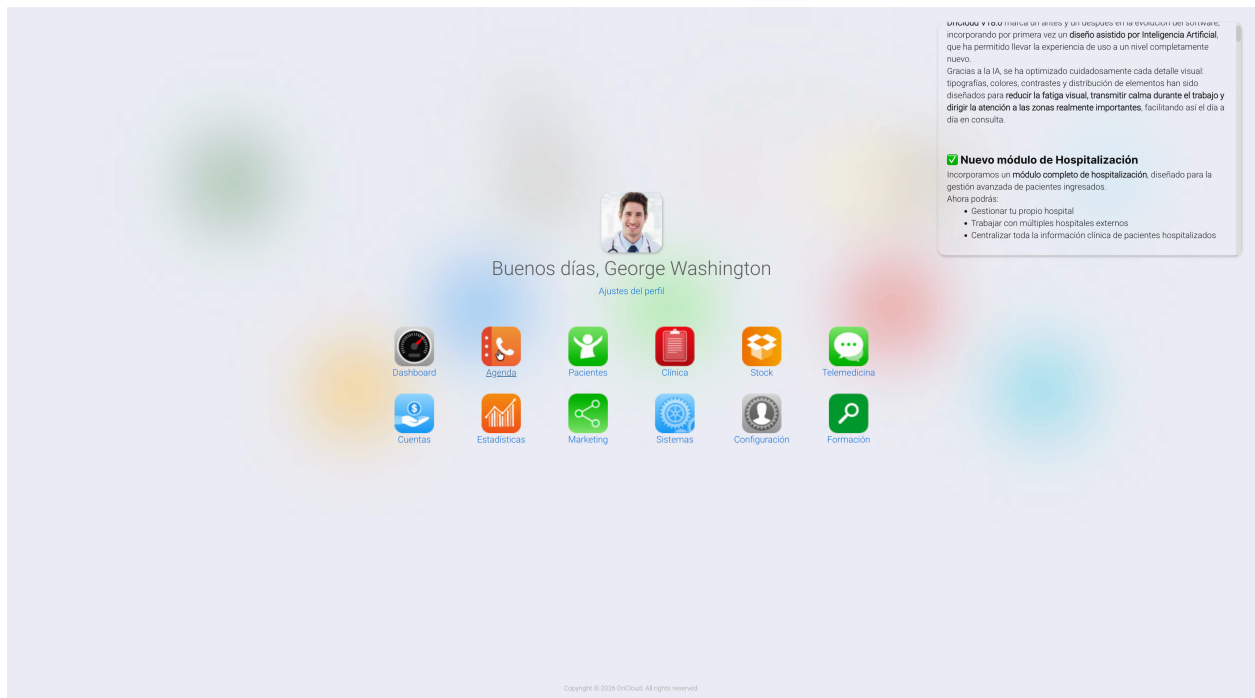 DriCloud V18.0 marca un antes y un después en la evolución del software,
incorporando por primera vez un diseño asistido por Inteligencia Artificial,
que ha permitido llevar la experiencia de uso a un nivel completamente
nuevo.
Gracias a la IA, se ha optimizado cuidadosamente cada detalle visual:
tipografías, colores, contrastes y distribución de elementos han sido
diseñados para reducir la fatiga visual, transmitir calma durante el trabajo y
dirigir la atención a las zonas realmente importantes, facilitando así el día a
día en consulta.
✅ Nuevo módulo de Hospitalización
Incorporamos un módulo completo de hospitalización, diseñado para la
gestión avanzada de pacientes ingresados.
Ahora podrás:
• Gestionar tu propio hospital
• Trabajar con múltiples hospitales externos
• Centralizar toda la información clínica de pacientes hospitalizados
Buenos días, George Washington
Ajustes del perfil
Dashboard Agenda Pacientes Clínica Stock Telemedicina
Cuentas Estadísticas Marketing Sistemas Configuración Formación
Copyright © 2026 DriCloud. All rights reserved.